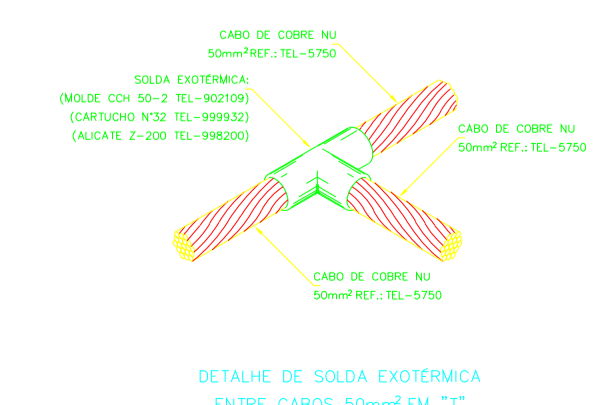 CABO DE COBRE NU
50mm² REF.: TEL-5750
SOLDA EXOTÉRMICA:
(MOLDE CCH 50-2 TEL-902109)
(CARTUCHO N°32 TEL-999932)
(ALICATE Z-200 TEL-998200)
CABO DE COBRE NU
50mm² REF.: TEL-5750
CABO DE COBRE NU
50mm² REF.: TEL-5750
DETALHE DE SOLDA EXOTÉRMICA
ENTRE CABOS 50mm² EM "T"